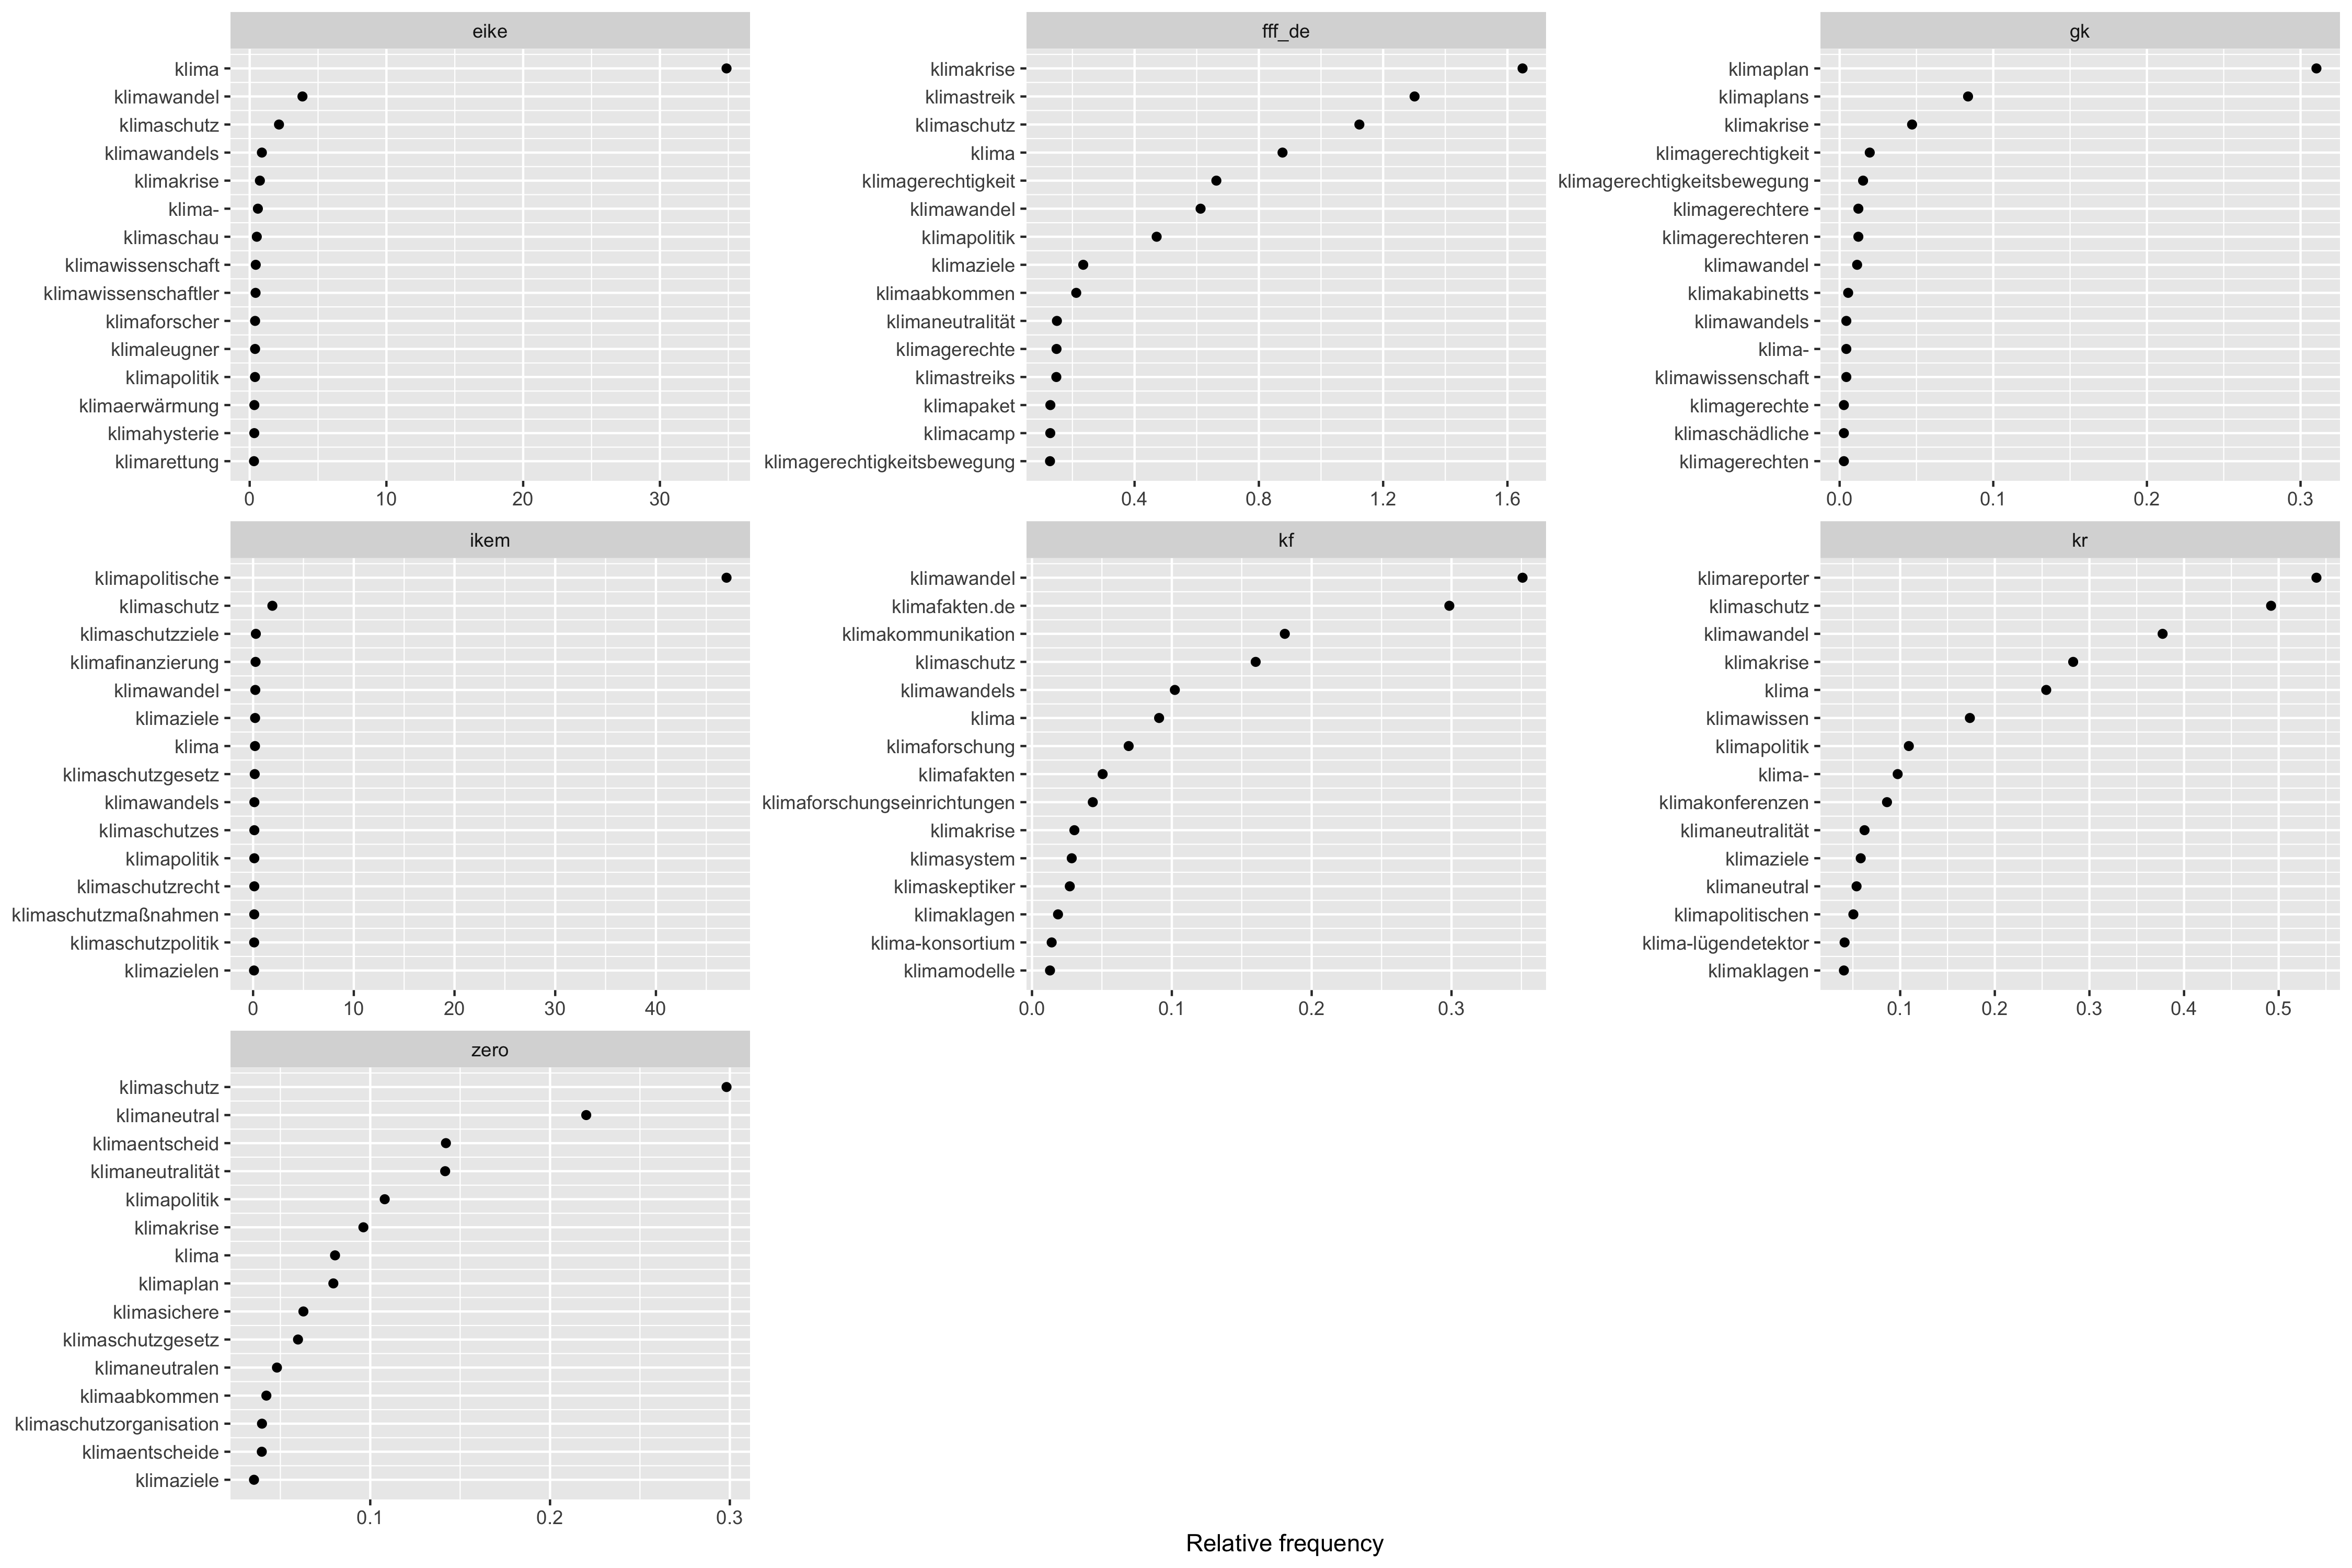 eike
klima
klimawandel
klimaschutz
klimawandels
klimakrise
klima-
klimaschau
klimawissenschaft
klimawissenschaftler
klimaforscher
klimaleugner
klimapolitik
klimaerwärmung
klimahysterie
klimarettung
0 10 20 30
fff_de
klimakrise
klimastreik
klimaschutz
klima
klimagerechtigkeit
klimawandel
klimapolitik
klimaziele
klimaabkommen
klimaneutralität
klimagerechte
klimastreiks
klimapaket
klimacamp
klimagerechtigkeitsbewegung
0.4 0.8 1.2 1.6
gk
klimaplan
klimaplans
klimakrise
klimagerechtigkeit
klimagerechtigkeitsbewegung
klimagerechtere
klimagerechteren
klimawandel
klimakabinetts
klimawandels
klima-
klimawissenschaft
klimagerechte
klimaschädliche
klimagerechten
0.0 0.1 0.2 0.3
ikem
klimapolitische
klimaschutz
klimaschutzziele
klimafinanzierung
klimawandel
klimaziele
klima
klimaschutzgesetz
klimawandels
klimaschutzes
klimapolitik
klimaschutzrecht
klimaschutzmaßnahmen
klimaschutzpolitik
klimazielen
0 10 20 30 40
kf
klimawandel
klimafakten.de
klimakommunikation
klimaschutz
klimawandels
klima
klimaforschung
klimafakten
klimaforschungseinrichtungen
klimakrise
klimasystem
klimaskeptiker
klimaklagen
klima-konsortium
klimamodelle
0.0 0.1 0.2 0.3
kr
klimareporter
klimaschutz
klimawandel
klimakrise
klima
klimawissen
klimapolitik
klima-
klimakonferenzen
klimaneutralität
klimaziele
klimaneutral
klimapolitischen
klima-lügendetektor
klimaklagen
0.1 0.2 0.3 0.4 0.5
zero
klimaschutz
klimaneutral
klimaentscheid
klimaneutralität
klimapolitik
klimakrise
klima
klimaplan
klimasichere
klimaschutzgesetz
klimaneutralen
klimaabkommen
klimaschutzorganisation
klimaentscheide
klimaziele
0.1 0.2 0.3
Relative frequency